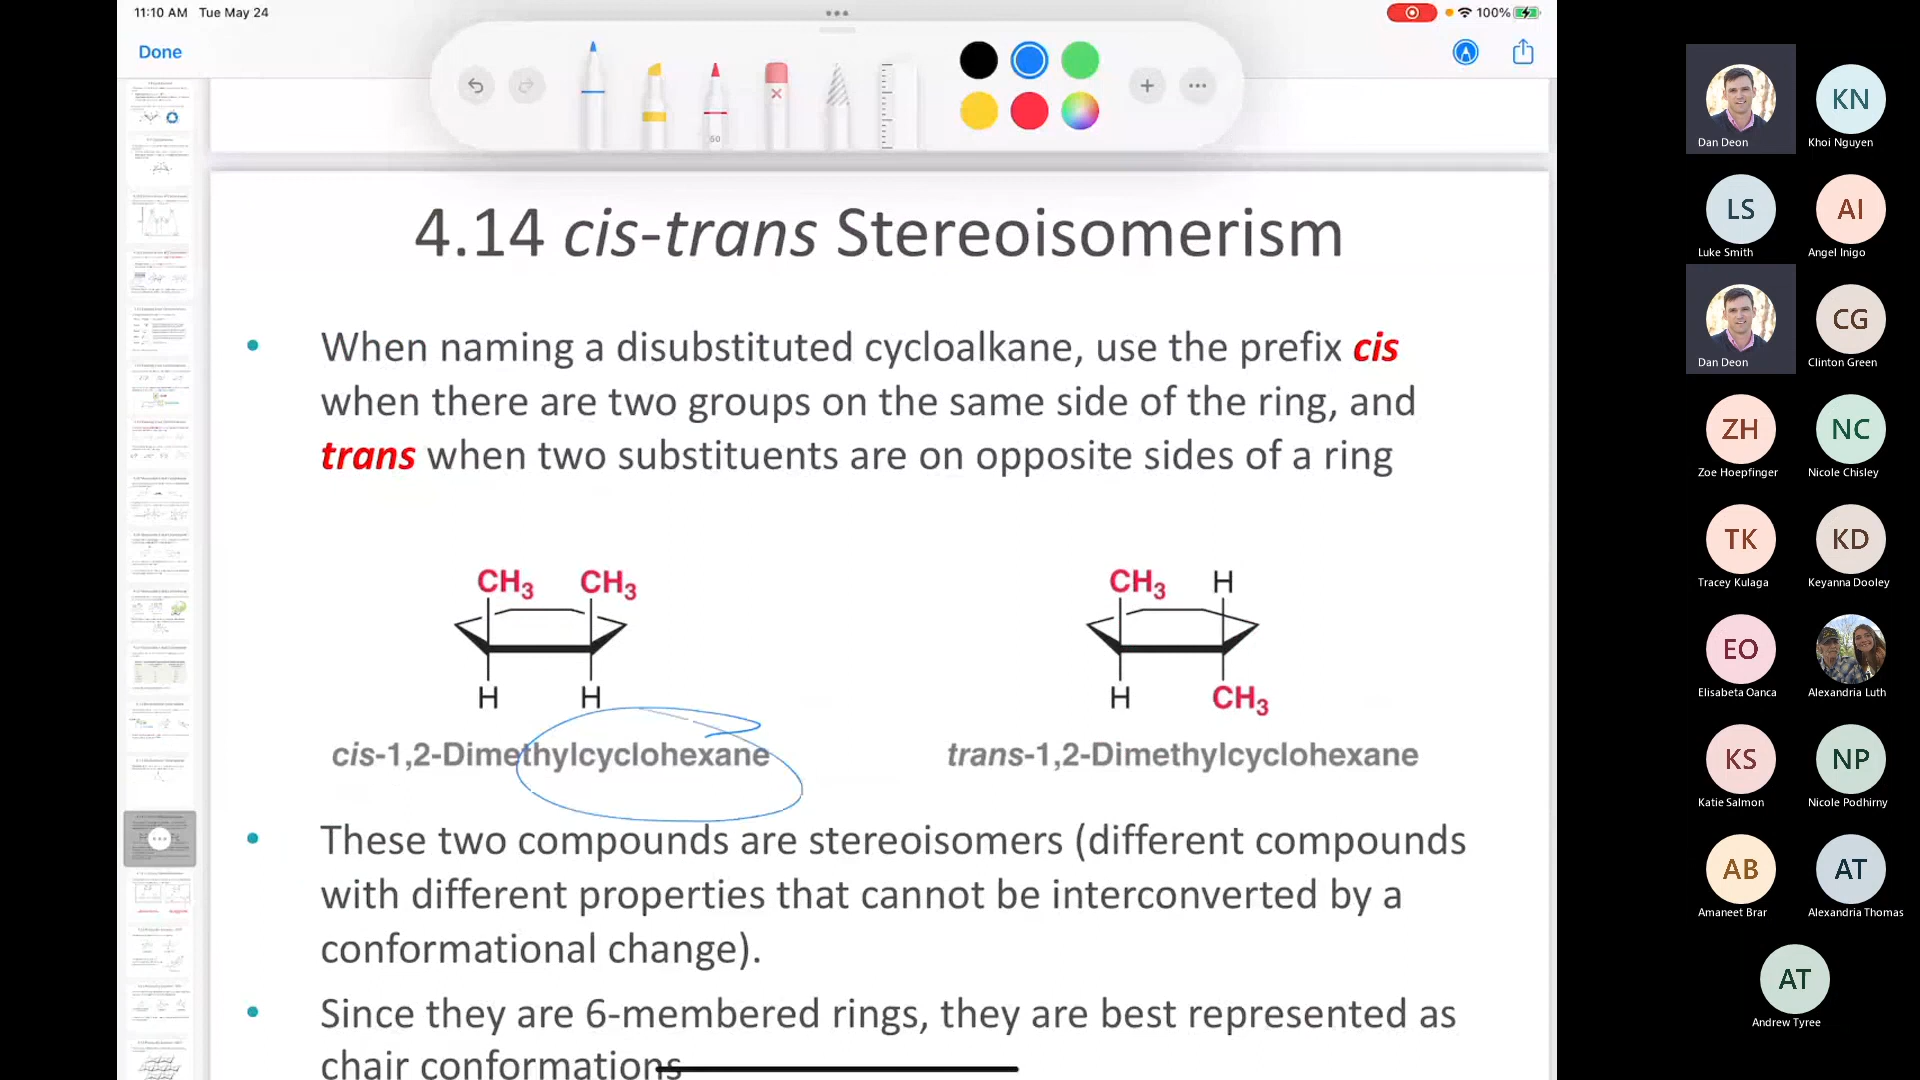 11:10 AM Tue May 24
100%
Done
50
4.14 cis-trans Stereoisomerism
• When naming a disubstituted cycloalkane, use the prefix cis
when there are two groups on the same side of the ring, and
trans when two substituents are on opposite sides of a ring
CH3 CH3
H H
cis-1,2-Dimethylcyclohexane
CH3 H
H CH3
trans-1,2-Dimethylcyclohexane
• These two compounds are stereoisomers (different compounds
with different properties that cannot be interconverted by a
conformational change).
• Since they are 6-membered rings, they are best represented as
chair conformations
Dan Deon
KN
Khoi Nguyen
LS
Luke Smith
AI
Angel Inigo
Dan Deon
CG
Clinton Green
ZH
Zoe Hoepfinger
NC
Nicole Chisley
TK
Tracey Kulaga
KD
Keyanna Dooley
EO
Elisabeta Oanca
Alexandria Luth
KS
Katie Salmon
NP
Nicole Podhirny
AB
Amaneet Brar
AT
Alexandria Thomas
AT
Andrew Tyree